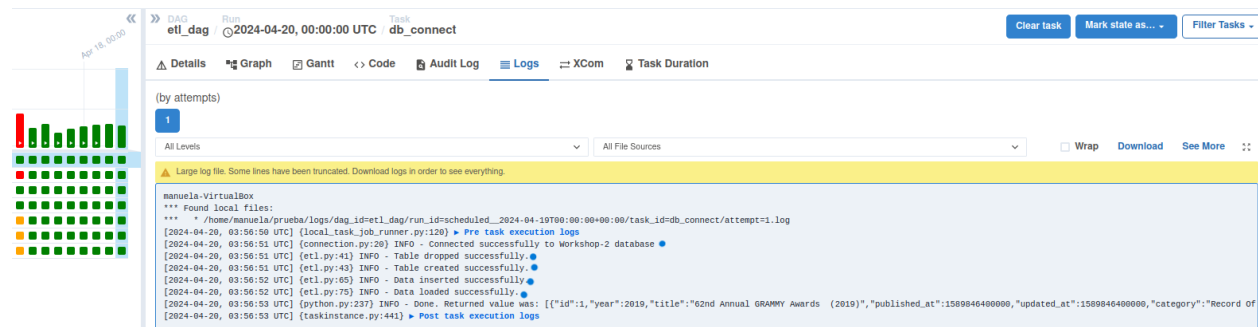 DAG
etl_dag
/
Run
2024-04-20, 00:00:00 UTC
/
Task
db_connect
Clear task
Mark state as...
Filter Tasks
Apr 18, 00:00
Details
Graph
Gantt
Code
Audit Log
Logs
XCom
Task Duration
(by attempts)
1
All Levels
All File Sources
Wrap
Download
See More
Large log file. Some lines have been truncated. Download logs in order to see everything.
manuela-VirtualBox
*** Found local files:
***   * /home/manuela/prueba/logs/dag_id=etl_dag/run_id=scheduled__2024-04-19T00:00:00+00:00/task_id=db_connect/attempt=1.log
[2024-04-20, 03:56:50 UTC] {local_task_job_runner.py:120} ▶ Pre task execution logs
[2024-04-20, 03:56:51 UTC] {connection.py:20} INFO - Connected successfully to Workshop-2 database
[2024-04-20, 03:56:51 UTC] {etl.py:41} INFO - Table dropped successfully.
[2024-04-20, 03:56:51 UTC] {etl.py:43} INFO - Table created successfully.
[2024-04-20, 03:56:52 UTC] {etl.py:65} INFO - Data inserted successfully.
[2024-04-20, 03:56:52 UTC] {etl.py:75} INFO - Data loaded successfully.
[2024-04-20, 03:56:53 UTC] {python.py:237} INFO - Done. Returned value was: [{"id":1,"year":2019,"title":"62nd Annual GRAMMY Awards  (2019)","published_at":1589846400000,"updated_at":1589846400000,"category":"Record Of
[2024-04-20, 03:56:53 UTC] {taskinstance.py:441} ▶ Post task execution logs